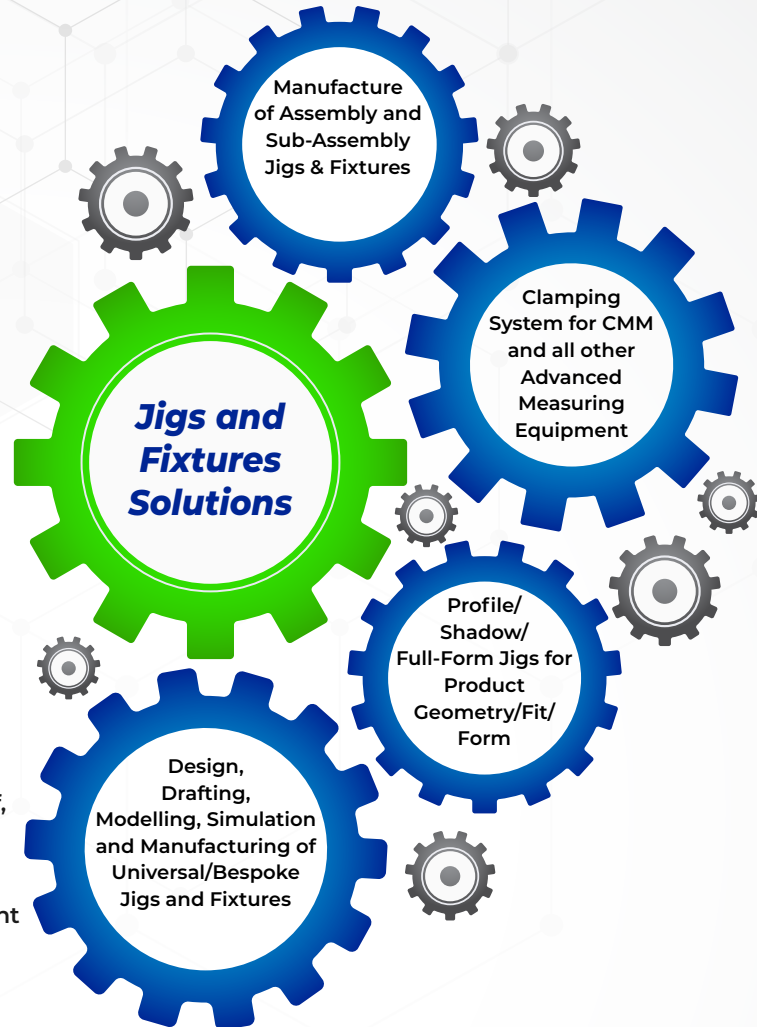 Manufacture
of Assembly and
Sub-Assembly
Jigs & Fixtures
Clamping
System for CMM
and all other
Advanced
Measuring
Equipment
Jigs and
Fixtures
Solutions
Profile/
Shadow/
Full-Form Jigs for
Product
Geometry/Fit/
Form
Design,
Drafting,
Modelling, Simulation
and Manufacturing of
Universal/Bespoke
Jigs and Fixtures